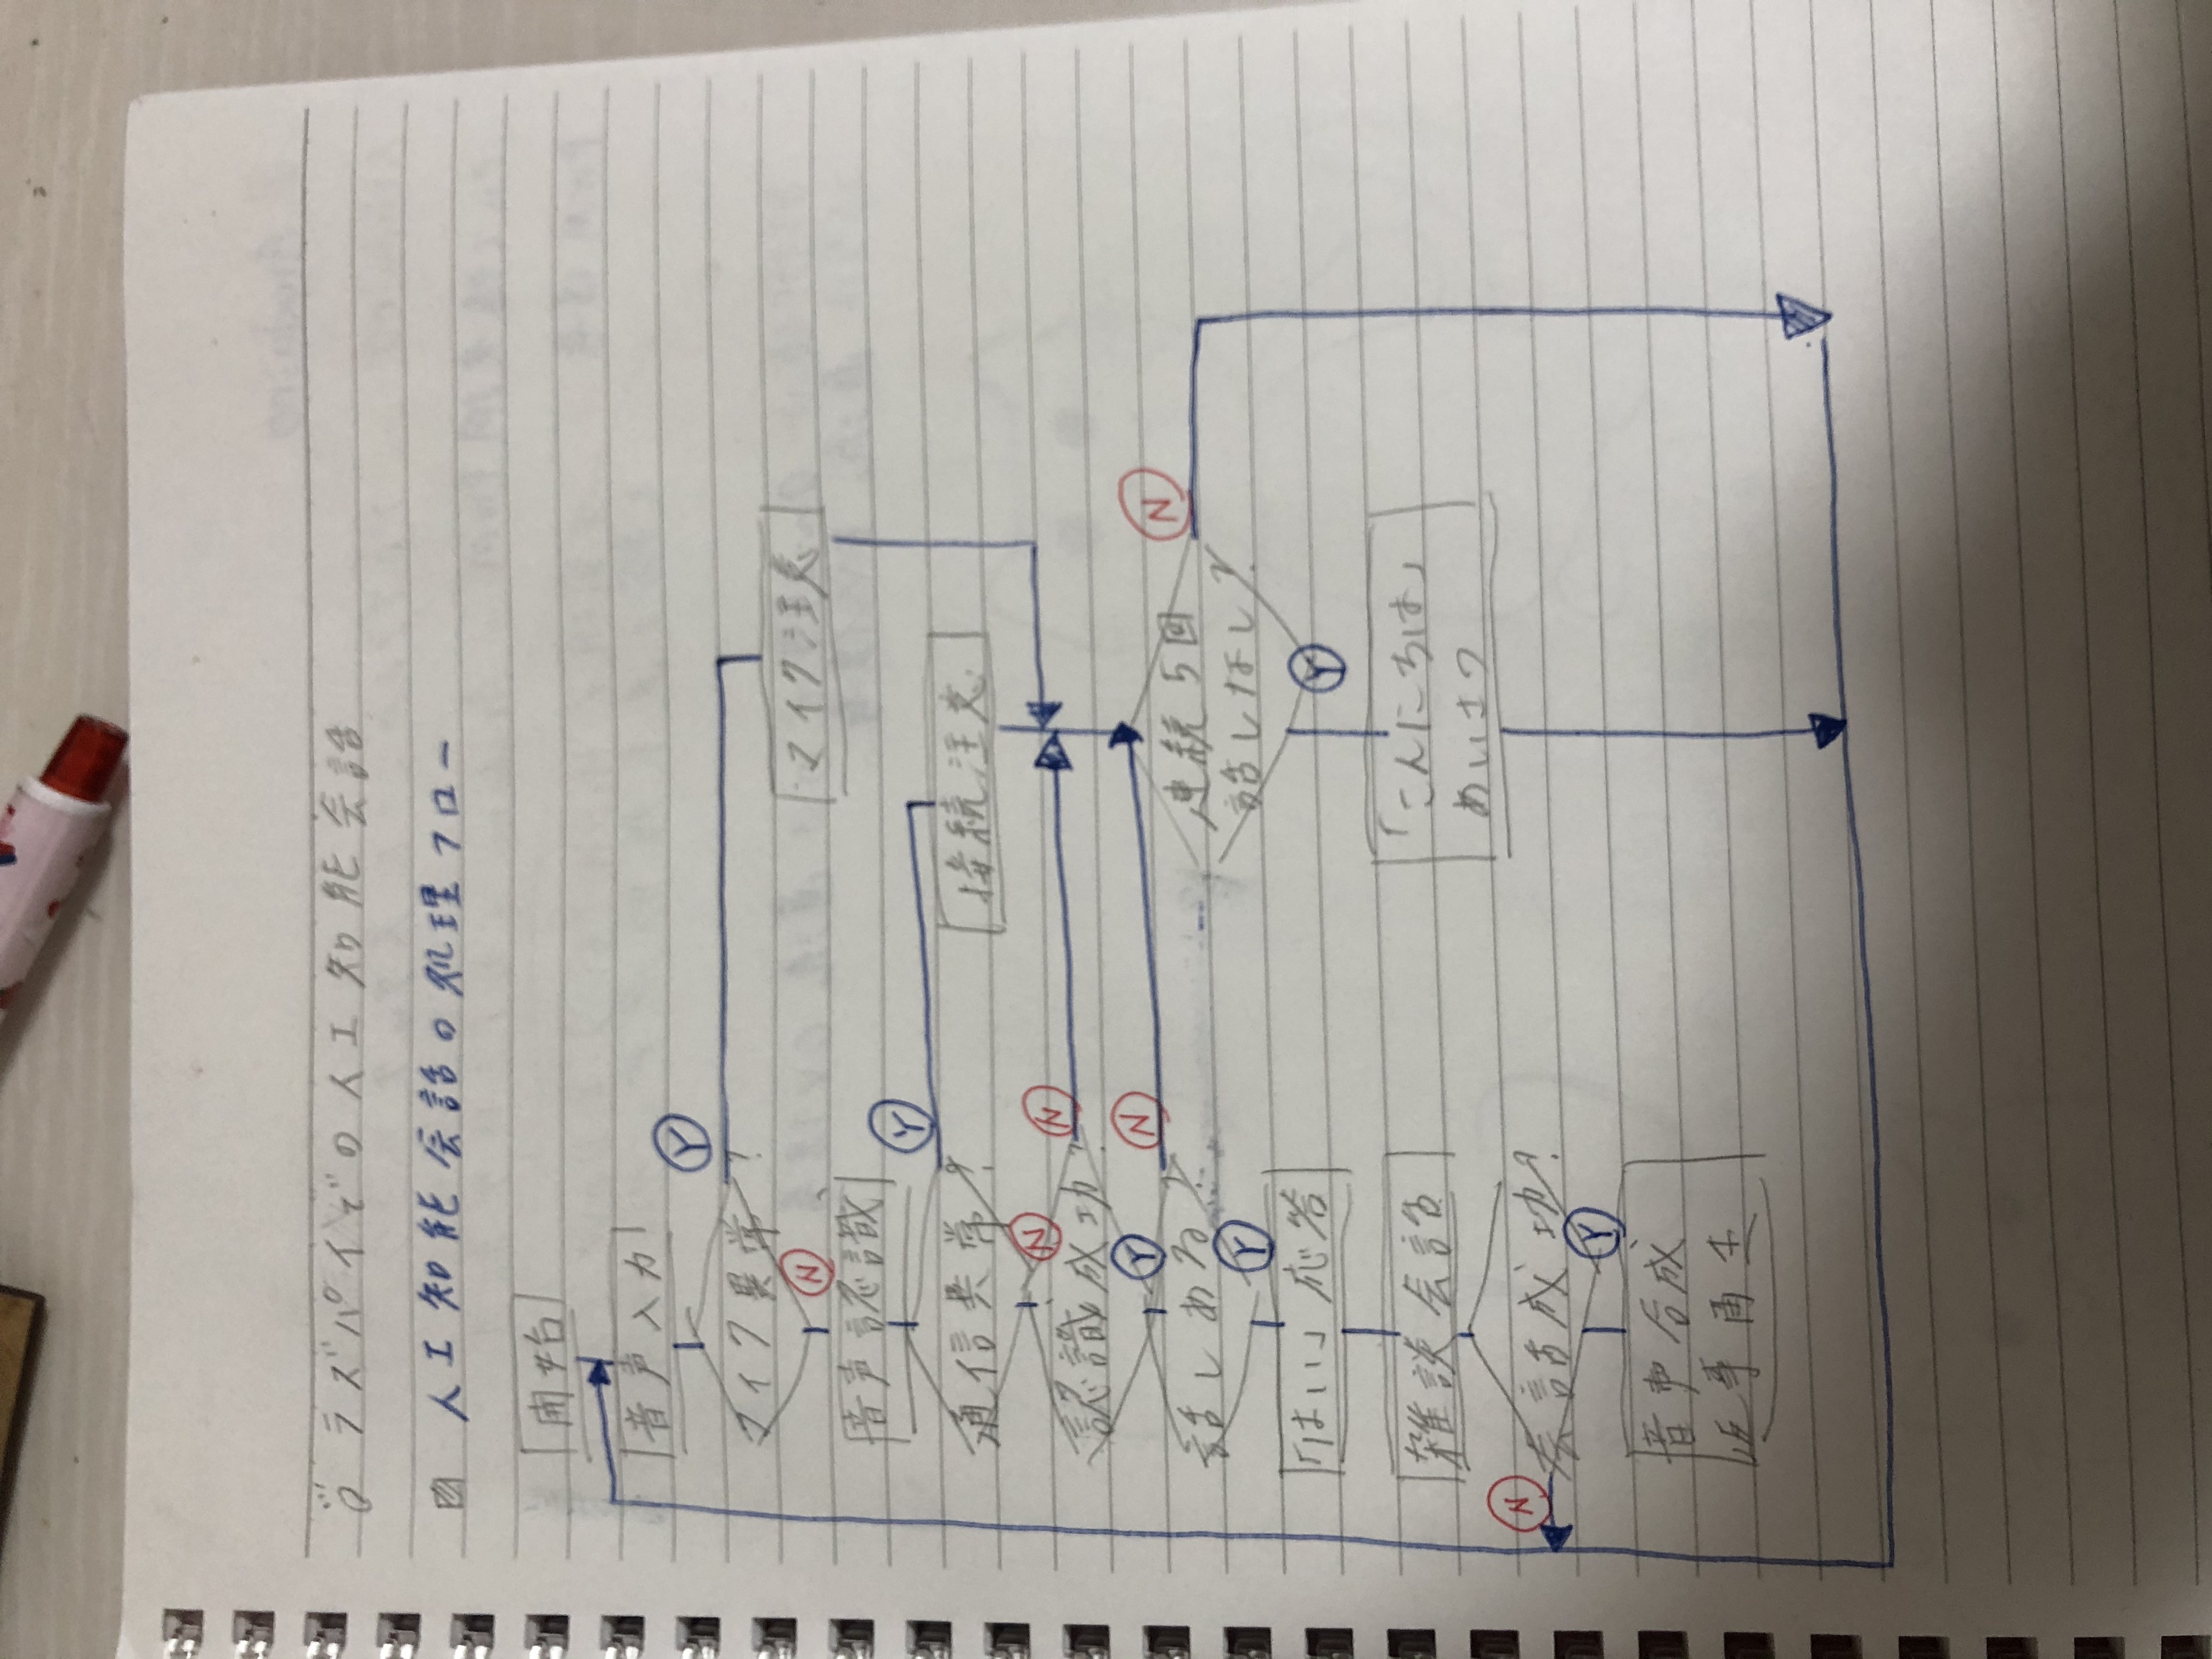 ラズパイでの人工知能会話
人工知能会話の処理フロー
開始
音声入力
Y
マイク異常?
N
マイク注意
音声認識
Y
通信異常?
接続注意
N
N
認識成功?
Y
N
話しある?
連続5回
N
話しなし?
Y
「はい」応答
Y
雑談会話
「こんにちは」
あいさつ
N
会話成功?
Y
音声合成
返事再生